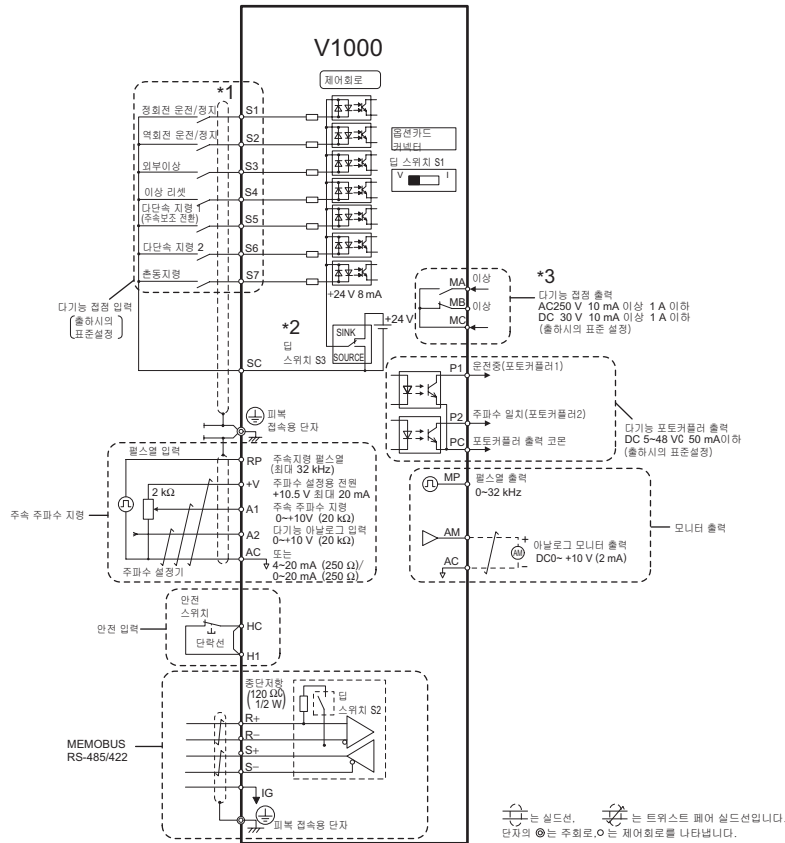 V1000
제어회로
*1
정회전 운전/정지
S1
역회전 운전/정지
S2
외부이상
S3
이상 리셋
S4
다단속 지령 1
(주속보조 전환)
S5
다단속 지령 2
S6
촌동지령
S7
다기능 접점 입력
(출하시의
표준설정)
SC
옵션카드
커넥터
딥 스위치 S1
V
I
+24 V 8 mA
+24 V
*2
딥
스위치 S3
SINK
SOURCE
*3
MA
이상
MB
이상
MC
다기능 접점 출력
AC250 V 10 mA 이상 1 A 이하
DC 30 V 10 mA 이상 1 A 이하
(출하시의 표준 설정)
P1
운전중(포토커플러1)
P2
주파수 일치(포토커플러2)
PC
포토커플러 출력 코몬
다기능 포토커플러 출력
DC 5~48 VC 50 mA이하
(출하시의 표준설정)
피복
접속용 단자
펄스열 입력
RP
주속지령 펄스열
(최대 32 kHz)
2 kΩ
+V
주파수 설정용 전원
+10.5 V 최대 20 mA
A1
주속 주파수 지령
0~+10V (20 kΩ)
A2
다기능 아날로그 입력
0~+10 V (20 kΩ)
AC
또는
4~20 mA (250 Ω)/
0~20 mA (250 Ω)
주속 주파수 지령
주파수 설정기
MP
펄스열 출력
0~32 kHz
AM
+
AM
−
아날로그 모니터 출력
DC0~ +10 V (2 mA)
AC
모니터 출력
안전 입력
안전
스위치
단락선
HC
H1
종단저항
(120 ΩC
1/2 W)
딥
스위치 S2
R+
R−
S+
S−
IG
MEMOBUS
RS-485/422
피복 접속용 단자
는 실드선, 는 트위스트 페어 실드선입니다.
단자의 ◎는 주회로,○는 제어회로를 나타냅니다.